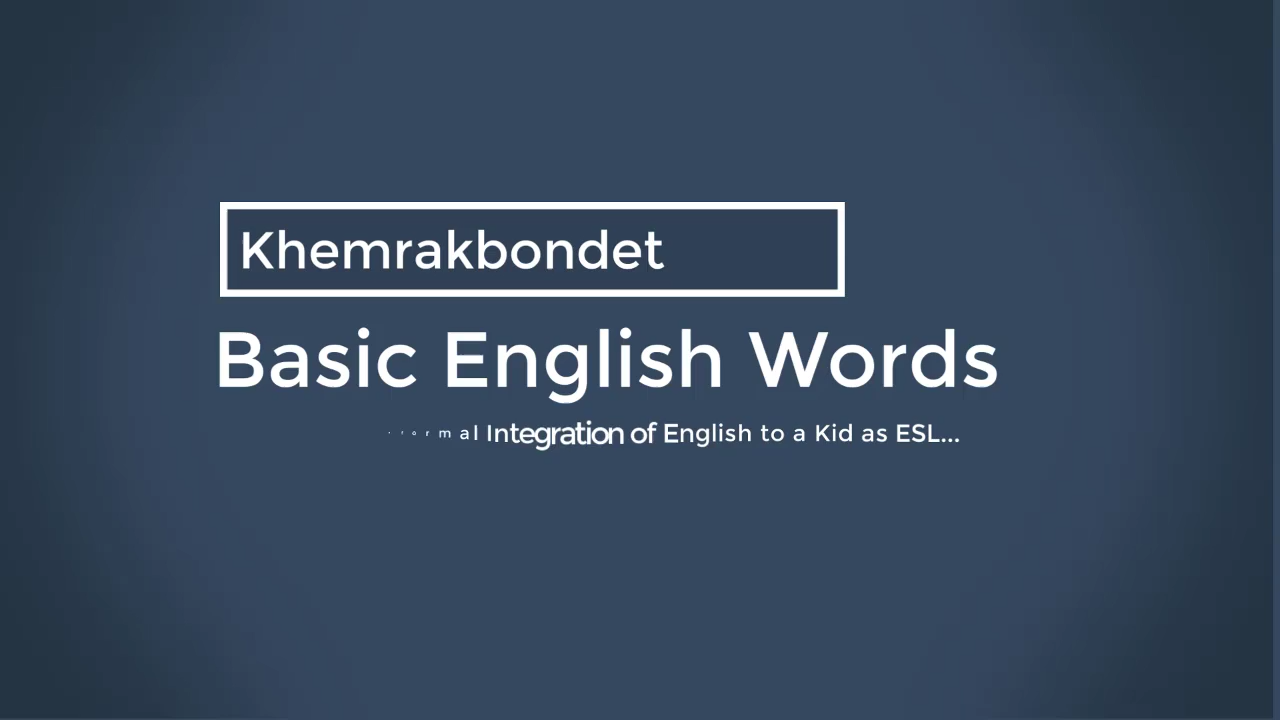 Khemrakbondet
Basic English Words
Integration of English to a Kid as ESL...